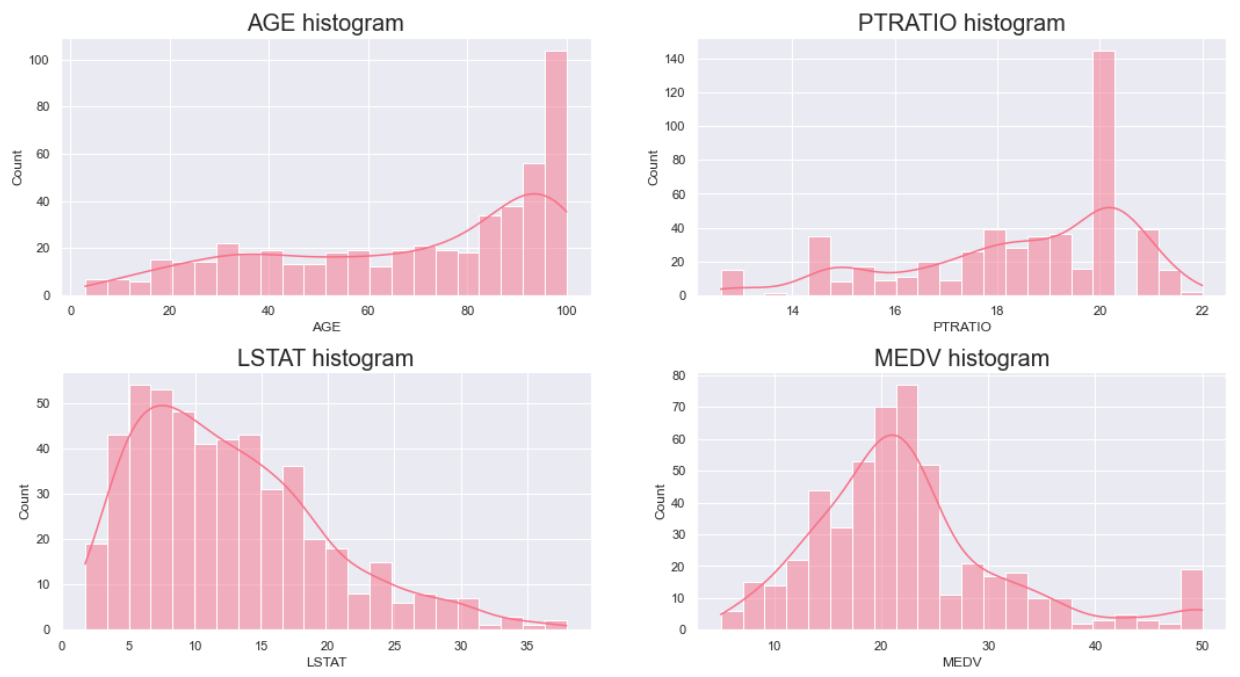 AGE histogram
100
80
60
40
20
0
Count
0 20 40 60 80 100
AGE
PTRATIO histogram
140
120
100
80
60
40
20
0
Count
14 16 18 20 22
PTRATIO
LSTAT histogram
50
40
30
20
10
0
Count
0 5 10 15 20 25 30 35
LSTAT
MEDV histogram
80
70
60
50
40
30
20
10
0
Count
10 20 30 40 50
MEDV